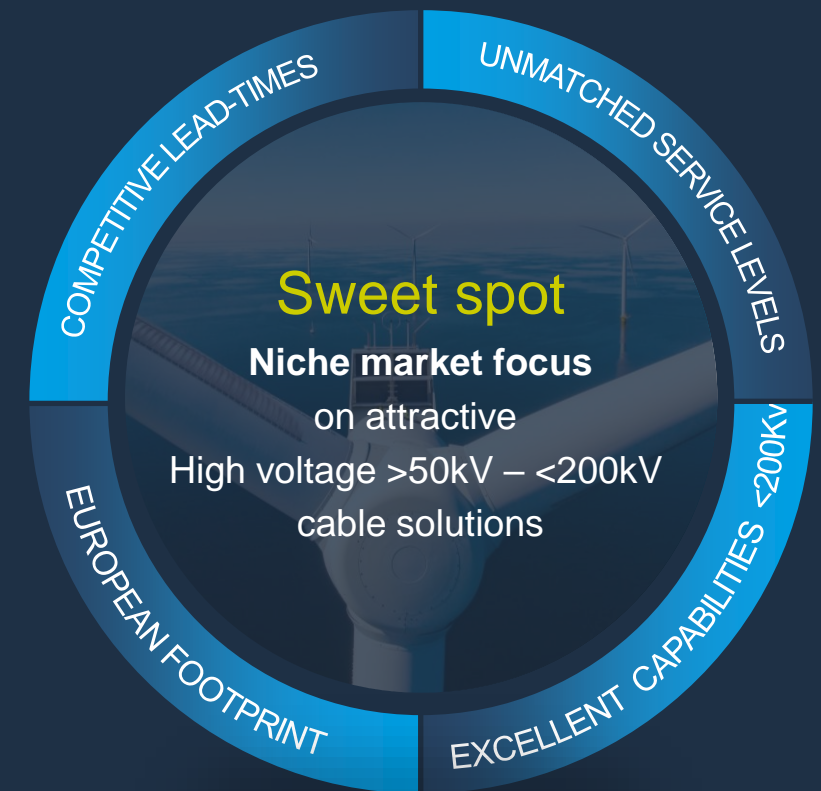 COMPETITIVE LEAD-TIMES
UNMATCHED SERVICE LEVELS
Sweet spot
Niche market focus
on attractive
High voltage >50kV – <200kV
cable solutions
EUROPEAN FOOTPRINT
EXCELLENT CAPABILITIES <200Kv